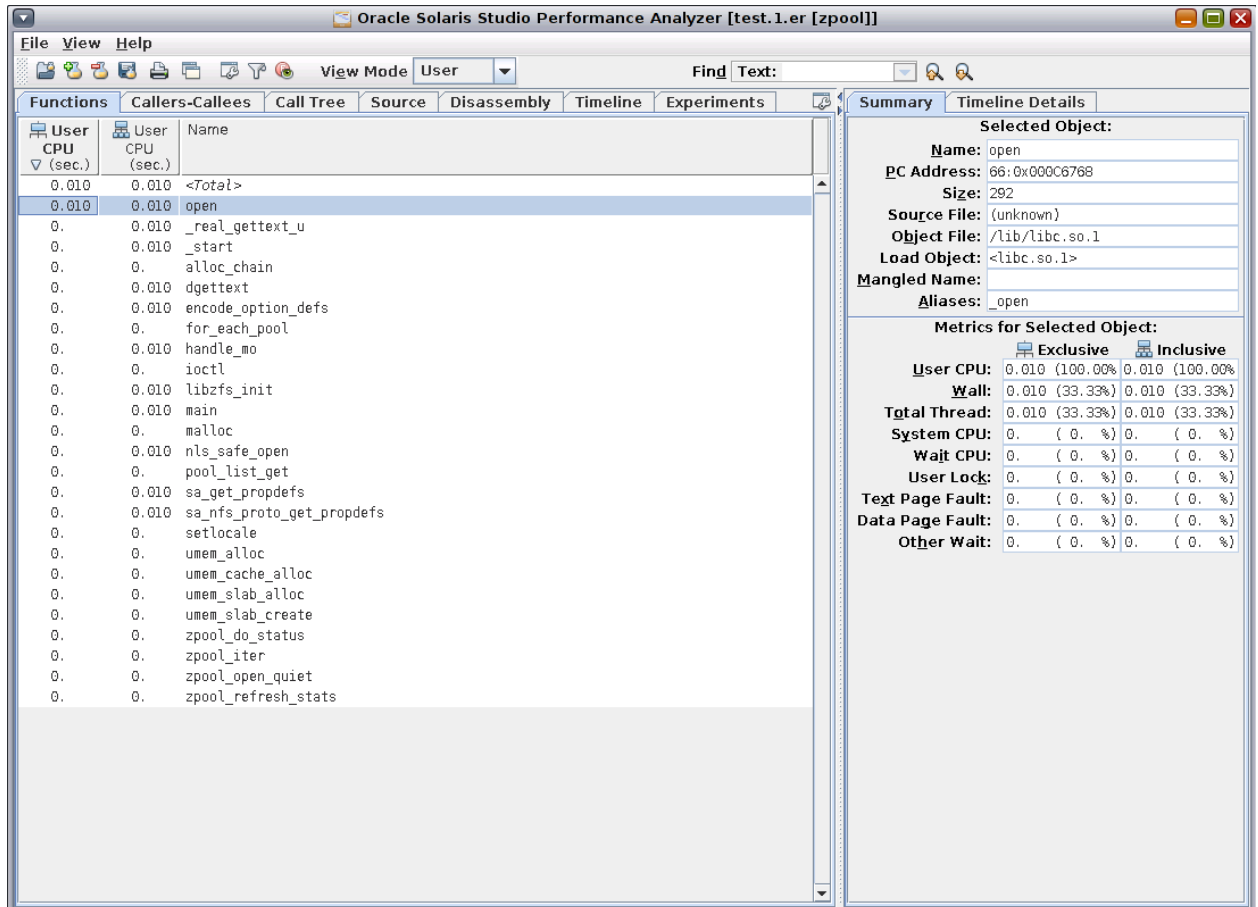 Oracle Solaris Studio Performance Analyzer [test.1.er [zpool]]
File View Help
View Mode User Find Text:
Functions Callers-Callees Call Tree Source Disassembly Timeline Experiments
User CPU (sec.) User CPU (sec.) Name
0.010 0.010 <Total>
0.010 0.010 open
0. 0.010 _real_gettext_u
0. 0.010 _start
0. 0. alloc_chain
0. 0.010 dgettext
0. 0.010 encode_option_defs
0. 0. for_each_pool
0. 0.010 handle_mo
0. 0. ioctl
0. 0.010 libzfs_init
0. 0.010 main
0. 0. malloc
0. 0.010 nls_safe_open
0. 0. pool_list_get
0. 0.010 sa_get_propdefs
0. 0.010 sa_nfs_proto_get_propdefs
0. 0. setlocale
0. 0. umem_alloc
0. 0. umem_cache_alloc
0. 0. umem_slab_alloc
0. 0. umem_slab_create
0. 0. zpool_do_status
0. 0. zpool_iter
0. 0. zpool_open_quiet
0. 0. zpool_refresh_stats
Summary Timeline Details
Selected Object:
Name: open
PC Address: 66:0x000C6768
Size: 292
Source File: (unknown)
Object File: /lib/libc.so.1
Load Object: <libc.so.1>
Mangled Name:
Aliases: _open
Metrics for Selected Object:
Exclusive Inclusive
User CPU: 0.010 (100.00% 0.010 (100.00%
Wall: 0.010 (33.33%) 0.010 (33.33%)
Total Thread: 0.010 (33.33%) 0.010 (33.33%)
System CPU: 0. ( 0. %) 0. ( 0. %)
Wait CPU: 0. ( 0. %) 0. ( 0. %)
User Lock: 0. ( 0. %) 0. ( 0. %)
Text Page Fault: 0. ( 0. %) 0. ( 0. %)
Data Page Fault: 0. ( 0. %) 0. ( 0. %)
Other Wait: 0. ( 0. %) 0. ( 0. %)